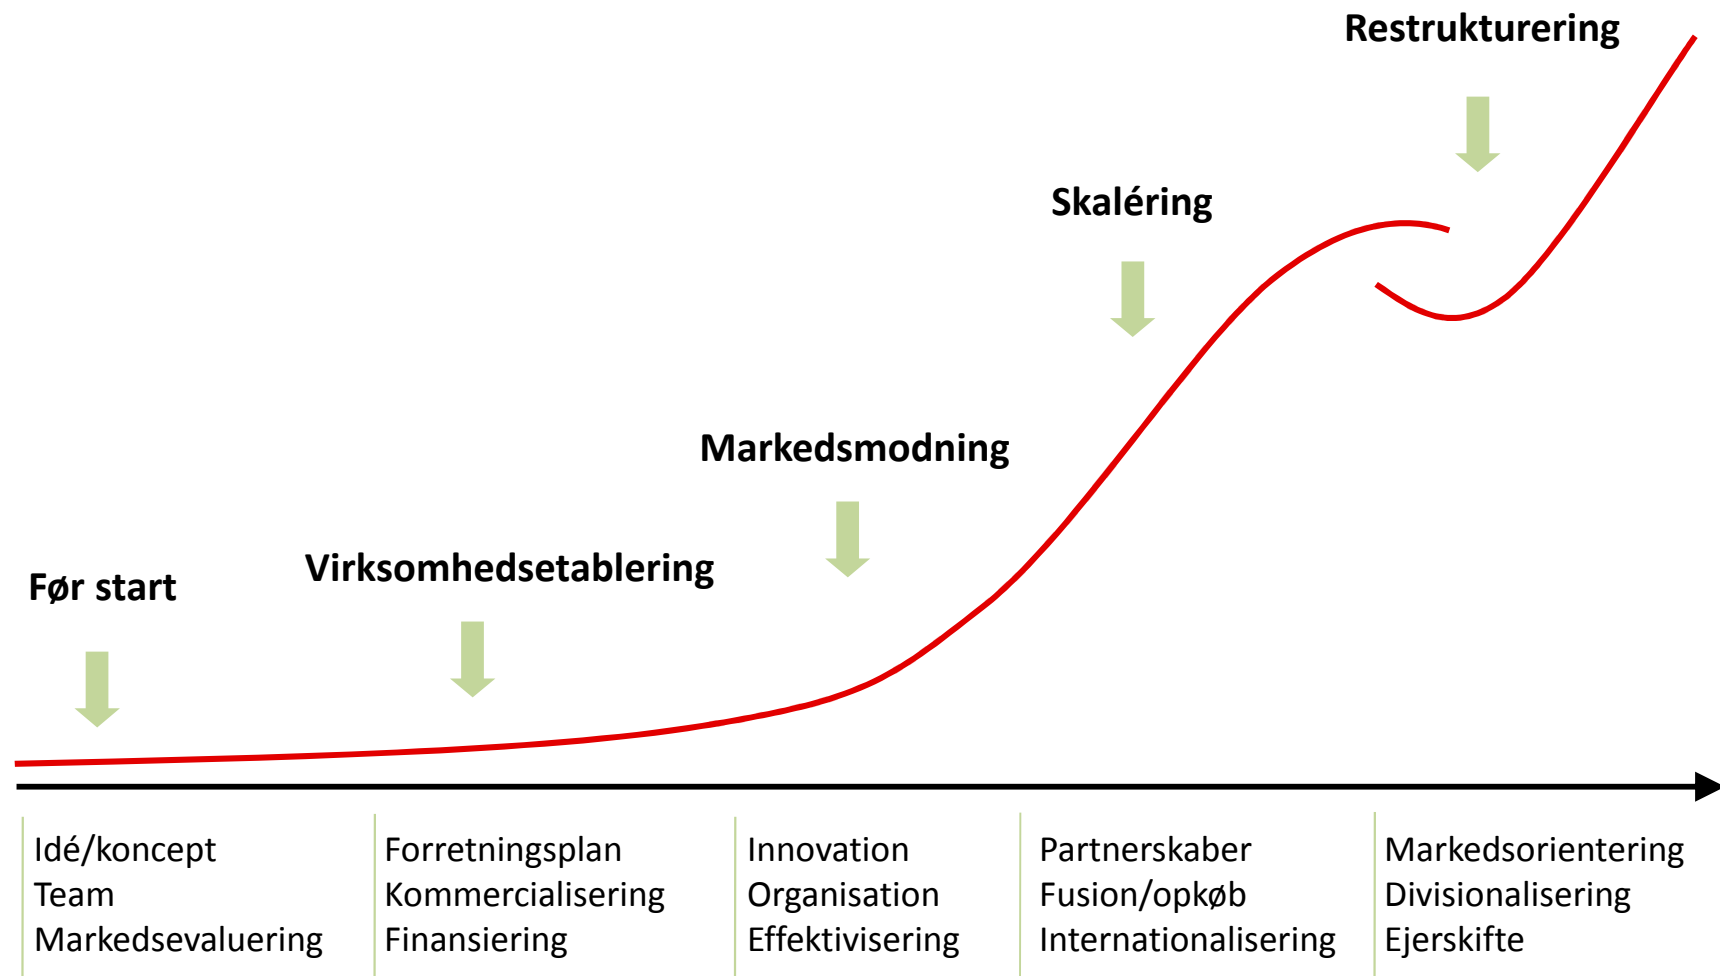 Restrukturering
Skaléring
Markedsmodning
Virksomhedsetablering
Før start
Idé/koncept
Team
Markedsevaluering
Forretningsplan
Kommercialisering
Finansiering
Innovation
Organisation
Effektivisering
Partnerskaber
Fusion/opkøb
Internationalisering
Markedsorientering
Divisionalisering
Ejerskifte